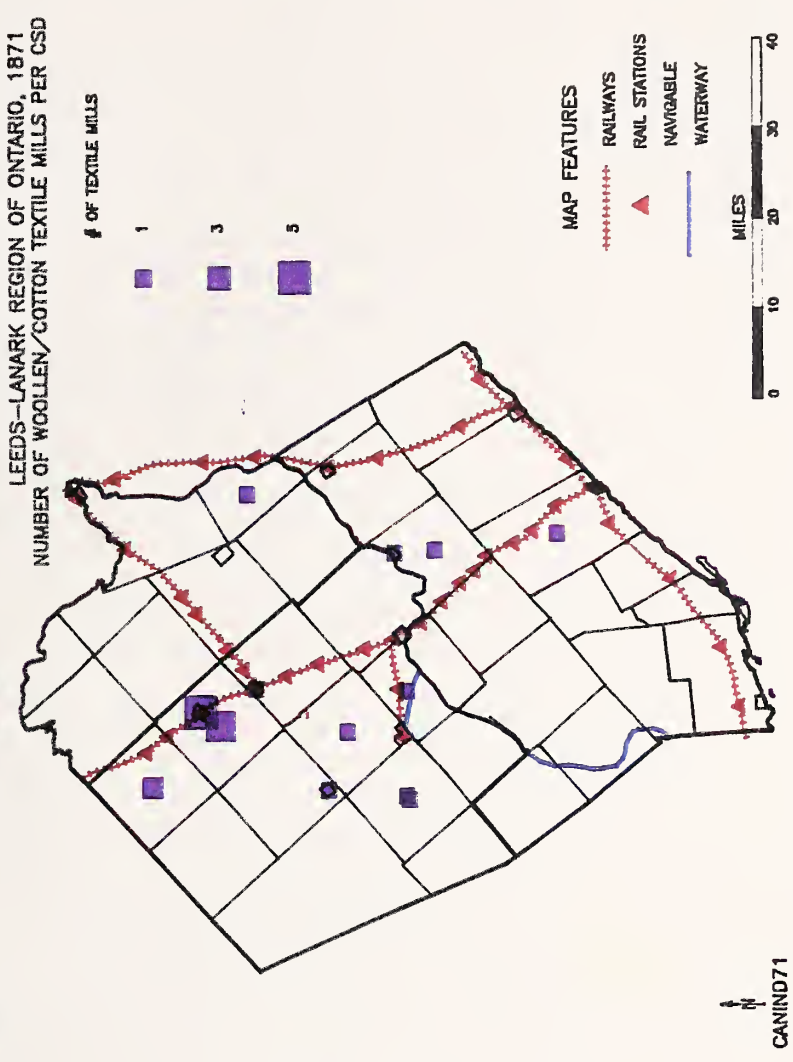 LEEDS-LANARK REGION OF ONTARIO, 1871
NUMBER OF WOOLLEN/COTTON TEXTILE MILLS PER CSD
# OF TEXTILE MILLS
1
3
5
MAP FEATURES
RAILWAYS
RAIL STATIONS
NAVIGABLE
WATERWAY
MILES
0 10 20 30 40
N
CANIND71